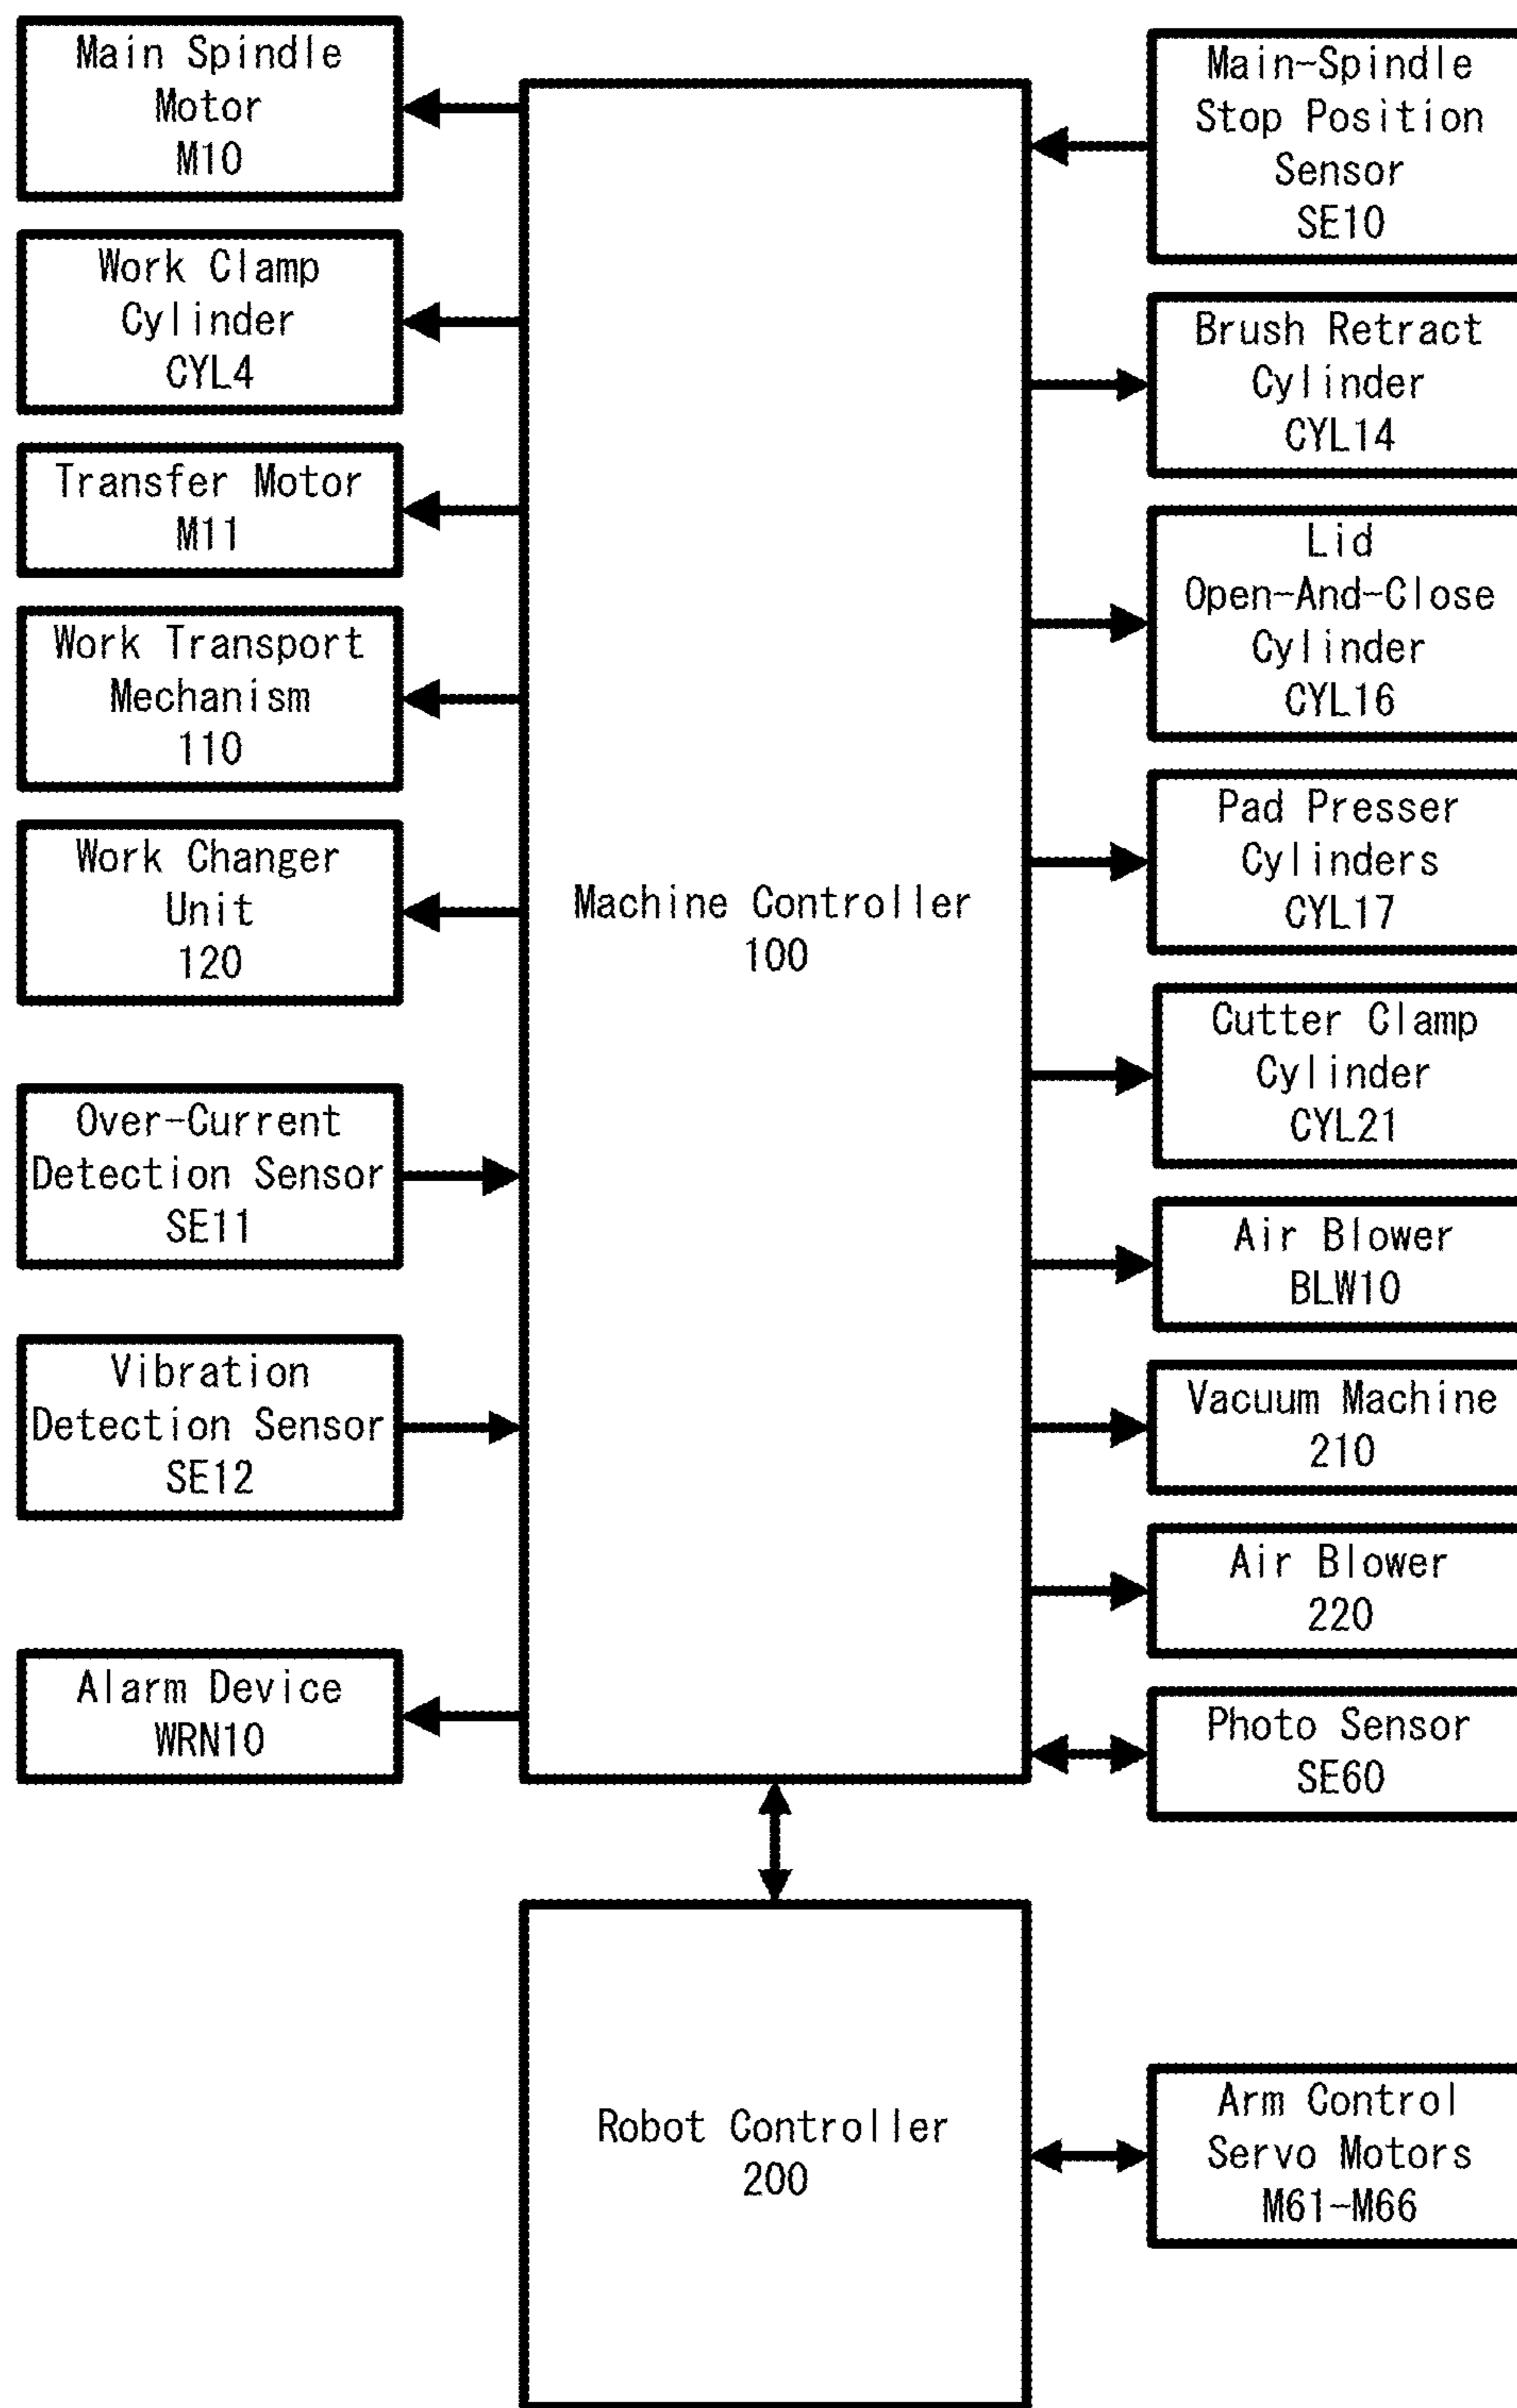 Main Spindle
Motor
M10
Work Clamp
Cylinder
CYL4
Transfer Motor
M11
Work Transport
Mechanism
110
Work Changer
Unit
120
Over-Current
Detection Sensor
SE11
Vibration
Detection Sensor
SE12
Alarm Device
WRN10
Machine Controller
100
Robot Controller
200
Main-Spindle
Stop Position
Sensor
SE10
Brush Retract
Cylinder
CYL14
Lid
Open-And-Close
Cylinder
CYL16
Pad Presser
Cylinders
CYL17
Cutter Clamp
Cylinder
CYL21
Air Blower
BLW10
Vacuum Machine
210
Air Blower
220
Photo Sensor
SE60
Arm Control
Servo Motors
M61-M66